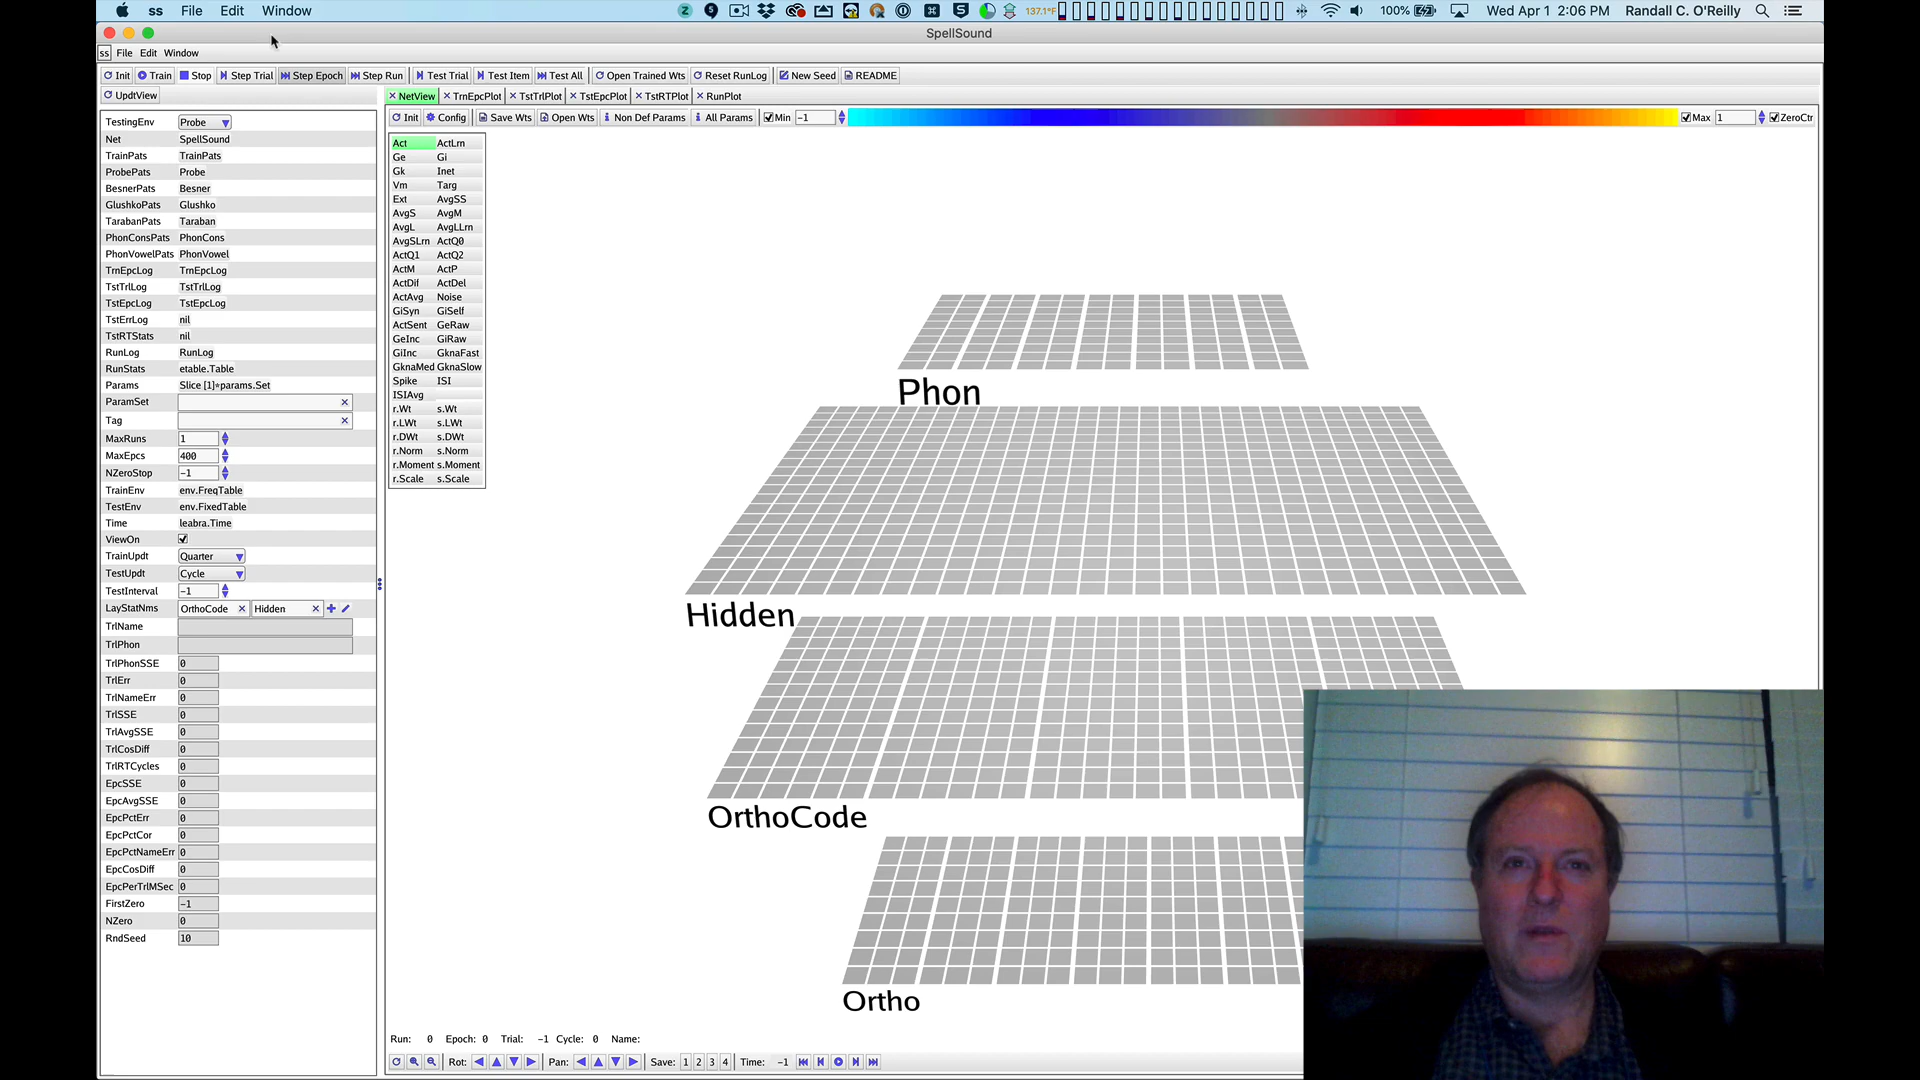 ss File Edit Window 137.1°F 100% Wed Apr 1 2:06 PM Randall C. O'Reilly
SpellSound
ss File Edit Window
Init Train Stop Step Trial Step Epoch Step Run Test Trial Test Item Test All Open Trained Wts Reset RunLog New Seed README
UpdtView NetView TrnEpcPlot TstTrlPlot TstEpcPlot TstRTPlot RunPlot
Init Config Save Wts Open Wts Non Def Params All Params Min -1 Max 1 ZeroCtr
TestingEnv Probe
Net SpellSound
TrainPats TrainPats
ProbePats Probe
BesnerPats Besner
GlushkoPats Glushko
TarabanPats Taraban
PhonConsPats PhonCons
PhonVowelPats PhonVowel
TrnEpcLog TrnEpcLog
TstTrlLog TstTrlLog
TstEpcLog TstEpcLog
TstErrLog nil
TstRTStats nil
RunLog RunLog
RunStats etable.Table
Params Slice [1]*params.Set
ParamSet
Tag
MaxRuns 1
MaxEpcs 400
NZeroStop -1
TrainEnv env.FreqTable
TestEnv env.FixedTable
Time leabra.Time
ViewOn
TrainUpdt Quarter
TestUpdt Cycle
TestInterval -1
LayStatNms OrthoCode Hidden
TrlName
TrlPhon
TrlPhonSSE 0
TrlErr 0
TrlNameErr 0
TrlSSE 0
TrlAvgSSE 0
TrlCosDiff 0
TrlRTCycles 0
EpcSSE 0
EpcAvgSSE 0
EpcPctErr 0
EpcPctCor 0
EpcPctNameErr 0
EpcCosDiff 0
EpcPerTrlMSec 0
FirstZero -1
NZero 0
RndSeed 10
Act ActLrn
Ge Gi
Gk Inet
Vm Targ
Ext AvgSS
AvgS AvgM
AvgL AvgLLrn
AvgSLrn ActQ0
ActQ1 ActQ2
ActM ActP
ActDif ActDel
ActAvg Noise
GiSyn GiSelf
ActSent GeRaw
GeInc GiRaw
GiInc GknaFast
GknaMed GknaSlow
Spike ISI
ISIAvg
r.Wt s.Wt
r.LWt s.LWt
r.DWt s.DWt
r.Norm s.Norm
r.Moment s.Moment
r.Scale s.Scale
Phon
Hidden
OrthoCode
Ortho
Run: 0 Epoch: 0 Trial: -1 Cycle: 0 Name:
Rot: Pan: Save: 1 2 3 4 Time: -1